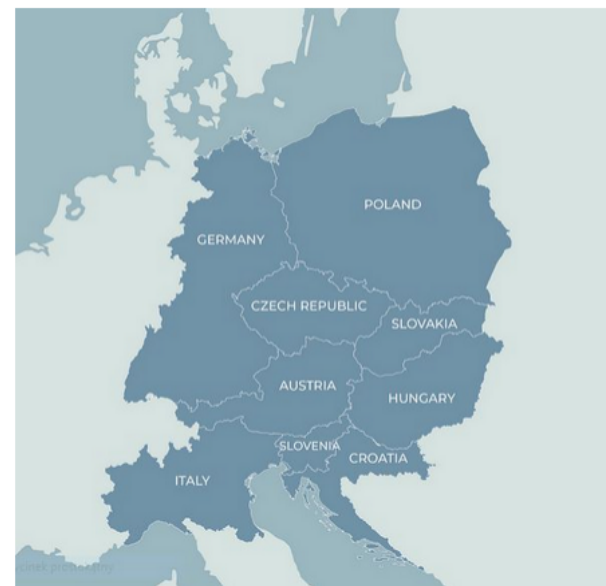 POLAND
GERMANY
CZECH REPUBLIC
SLOVAKIA
AUSTRIA
HUNGARY
SLOVENIA
CROATIA
ITALY